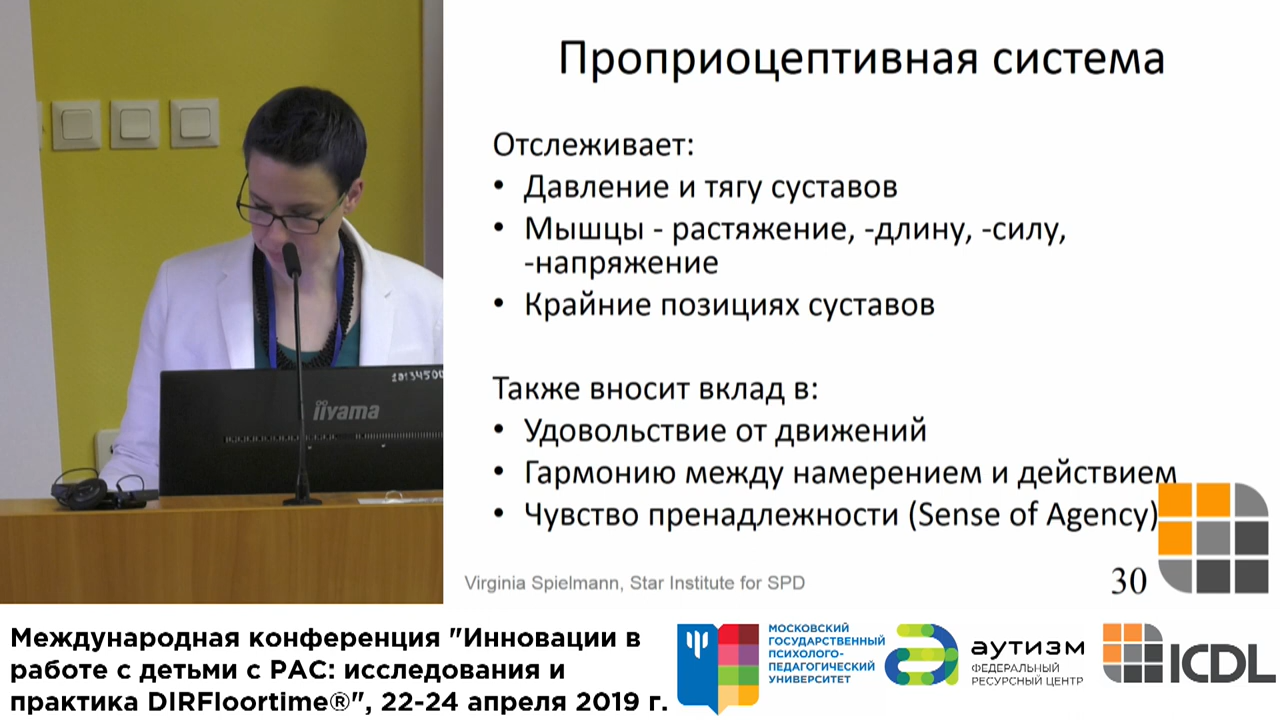 Проприоцептивная система
Отслеживает:
• Давление и тягу суставов
• Мышцы - растяжение, -длину, -силу,
-напряжение
• Крайние позициях суставов
Также вносит вклад в:
• Удовольствие от движений
• Гармонию между намерением и действием
• Чувство пренадлежности (Sense of Agency)
Virginia Spielmann, Star Institute for SPD
30
10134500
iiyama
Международная конференция "Инновации в
работе с детьми с РАС: исследования и
практика DIRFloortime®", 22-24 апреля 2019 г.
МОСКОВСКИЙ
ГОСУДАРСТВЕННЫЙ
ПСИХОЛОГО-
ПЕДАГОГИЧЕСКИЙ
УНИВЕРСИТЕТ
аутизм
ФЕДЕРАЛЬНЫЙ
РЕСУРСНЫЙ ЦЕНТР
ICDL